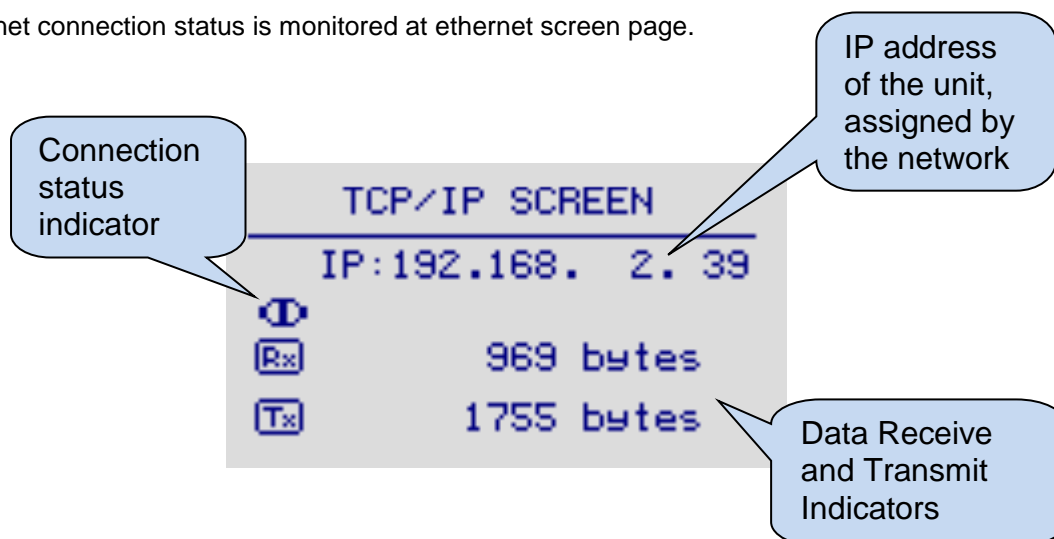 net connection status is monitored at ethernet screen page.
IP address
of the unit,
assigned by
the network
Connection
status
indicator
TCP/IP SCREEN
IP:192.168. 2. 39
Rx 969 bytes
Tx 1755 bytes
Data Receive
and Transmit
Indicators